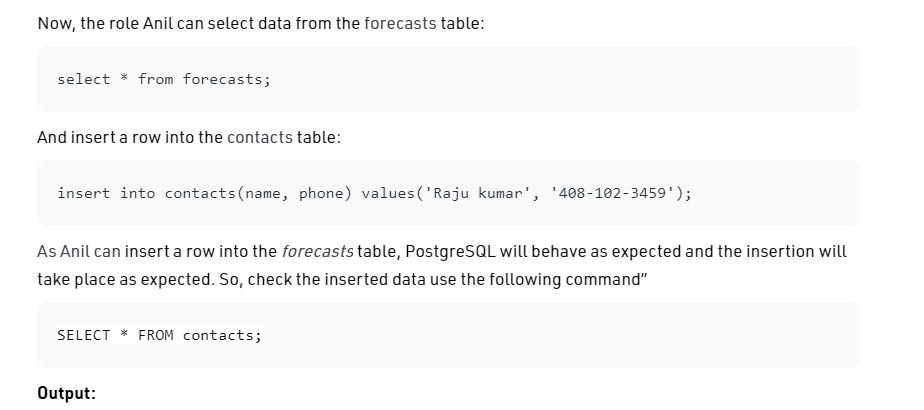 Now, the role Anil can select data from the forecasts table:
select * from forecasts;
And insert a row into the contacts table:
insert into contacts(name, phone) values('Raju kumar', '408-102-3459');
As Anil can insert a row into the forecasts table, PostgreSQL will behave as expected and the insertion will
take place as expected. So, check the inserted data use the following command”
SELECT * FROM contacts;
Output: